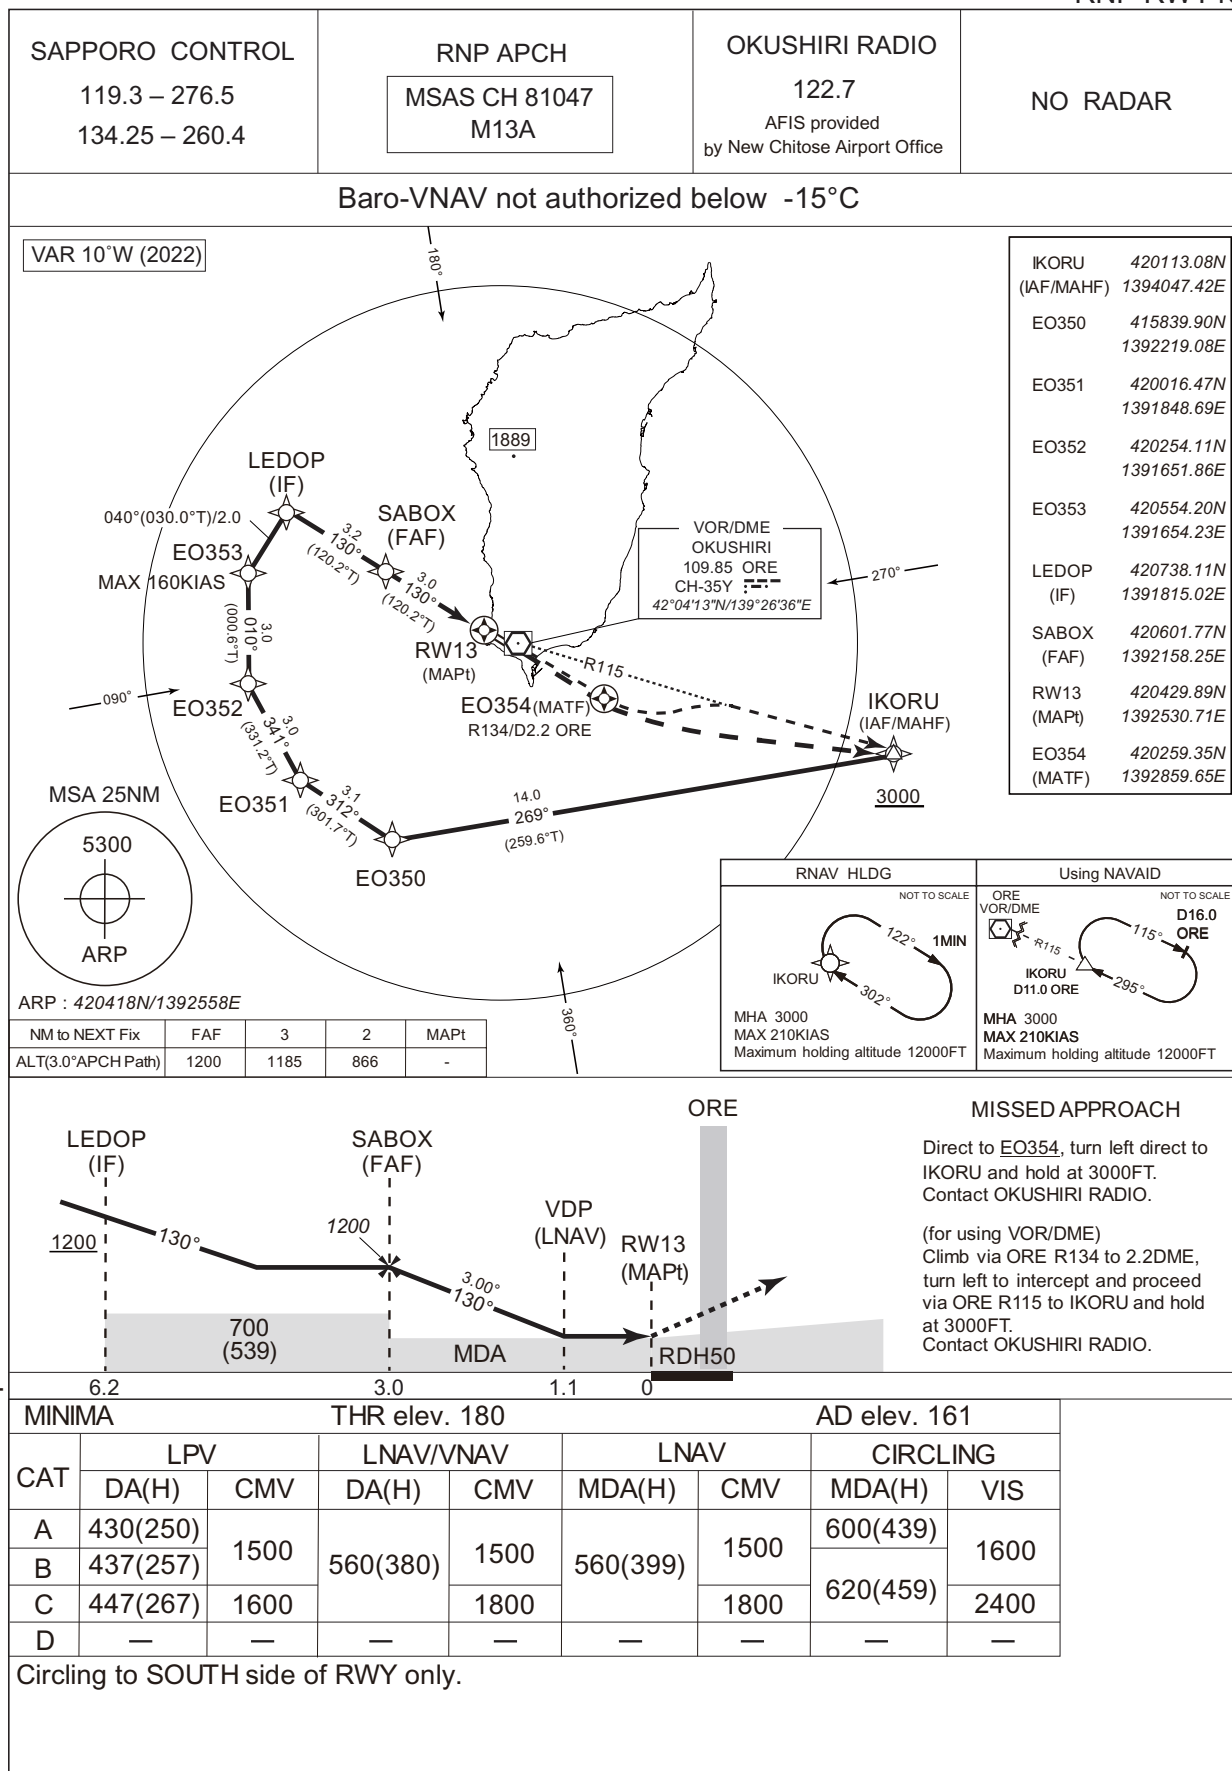 SAPPORO CONTROL
119.3 – 276.5
134.25 – 260.4
RNP APCH
MSAS CH 81047
M13A
OKUSHIRI RADIO
122.7
AFIS provided
by New Chitose Airport Office
NO RADAR
Baro-VNAV not authorized below -15°C
VAR 10°W (2022)
180°
IKORU 420113.08N
(IAF/MAHF) 1394047.42E
EO350 415839.90N
1392219.08E
EO351 420016.47N
1391848.69E
EO352 420254.11N
1391651.86E
EO353 420554.20N
1391654.23E
LEDOP 420738.11N
(IF) 1391815.02E
SABOX 420601.77N
(FAF) 1392158.25E
RW13 420429.89N
(MAPt) 1392530.71E
EO354 420259.35N
(MATF) 1392859.65E
1889
LEDOP
(IF)
040°(030.0°T)/2.0
3.2
130°
(120.2°T)
SABOX
(FAF)
EO353
MAX 160KIAS
3.0
130°
(120.2°T)
VOR/DME
OKUSHIRI
109.85 ORE
CH-35Y
42°04'13"N/139°26'36"E
270°
3.0
010°
(000.6°T)
RW13
(MAPt)
R115
090°
EO352
EO354(MATF)
R134/D2.2 ORE
IKORU
(IAF/MAHF)
3000
3.0
341°
(331.2°T)
EO351
3.1
312°
(301.7°T)
14.0
269°
(259.6°T)
EO350
MSA 25NM
5300
ARP
ARP : 420418N/1392558E
360°
RNAV HLDG
NOT TO SCALE
122°
1MIN
IKORU
302°
MHA 3000
MAX 210KIAS
Maximum holding altitude 12000FT
Using NAVAID
NOT TO SCALE
ORE
VOR/DME
D16.0
ORE
R115
115°
IKORU
D11.0 ORE
295°
MHA 3000
MAX 210KIAS
Maximum holding altitude 12000FT
NM to NEXT Fix FAF 3 2 MAPt
ALT(3.0°APCH Path) 1200 1185 866 -
LEDOP
(IF)
1200
130°
SABOX
(FAF)
1200
3.00°
130°
VDP
(LNAV)
RW13
(MAPt)
ORE
700
(539)
MDA
RDH50
6.2 3.0 1.1 0
MISSED APPROACH
Direct to EO354, turn left direct to
IKORU and hold at 3000FT.
Contact OKUSHIRI RADIO.
(for using VOR/DME)
Climb via ORE R134 to 2.2DME,
turn left to intercept and proceed
via ORE R115 to IKORU and hold
at 3000FT.
Contact OKUSHIRI RADIO.
MINIMA THR elev. 180 AD elev. 161
CAT LPV LNAV/VNAV LNAV CIRCLING
DA(H) CMV DA(H) CMV MDA(H) CMV MDA(H) VIS
A 430(250) 1500 560(380) 1500 560(399) 1500 600(439) 1600
B 437(257) 620(459)
C 447(267) 1600 1800 1800 2400
D — — — — — — — —
Circling to SOUTH side of RWY only.